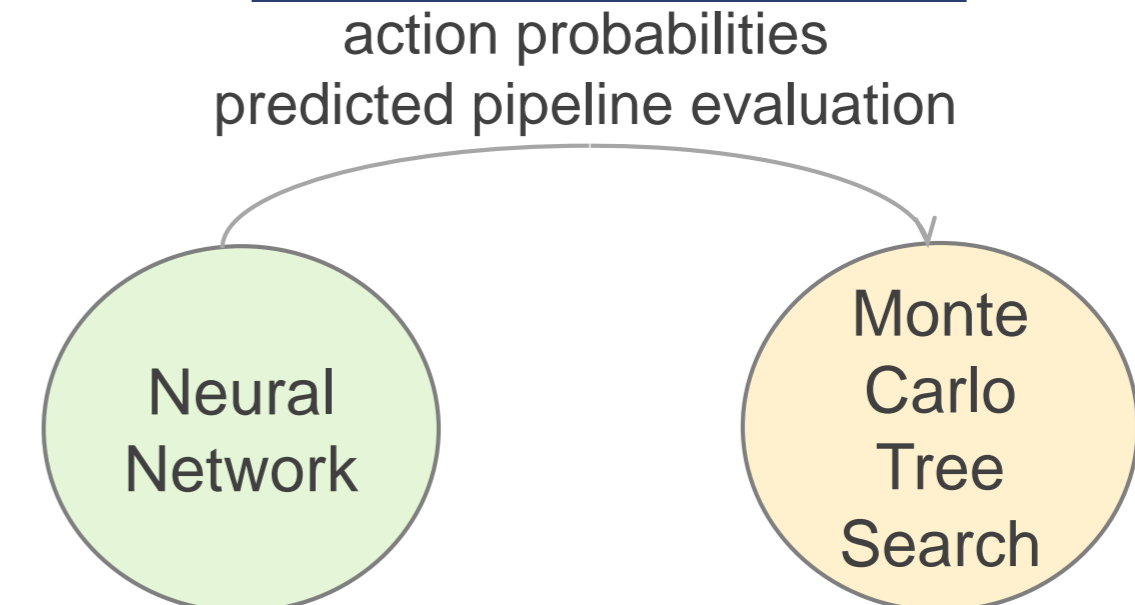 action probabilities
predicted pipeline evaluation
Neural
Network
Monte
Carlo
Tree
Search